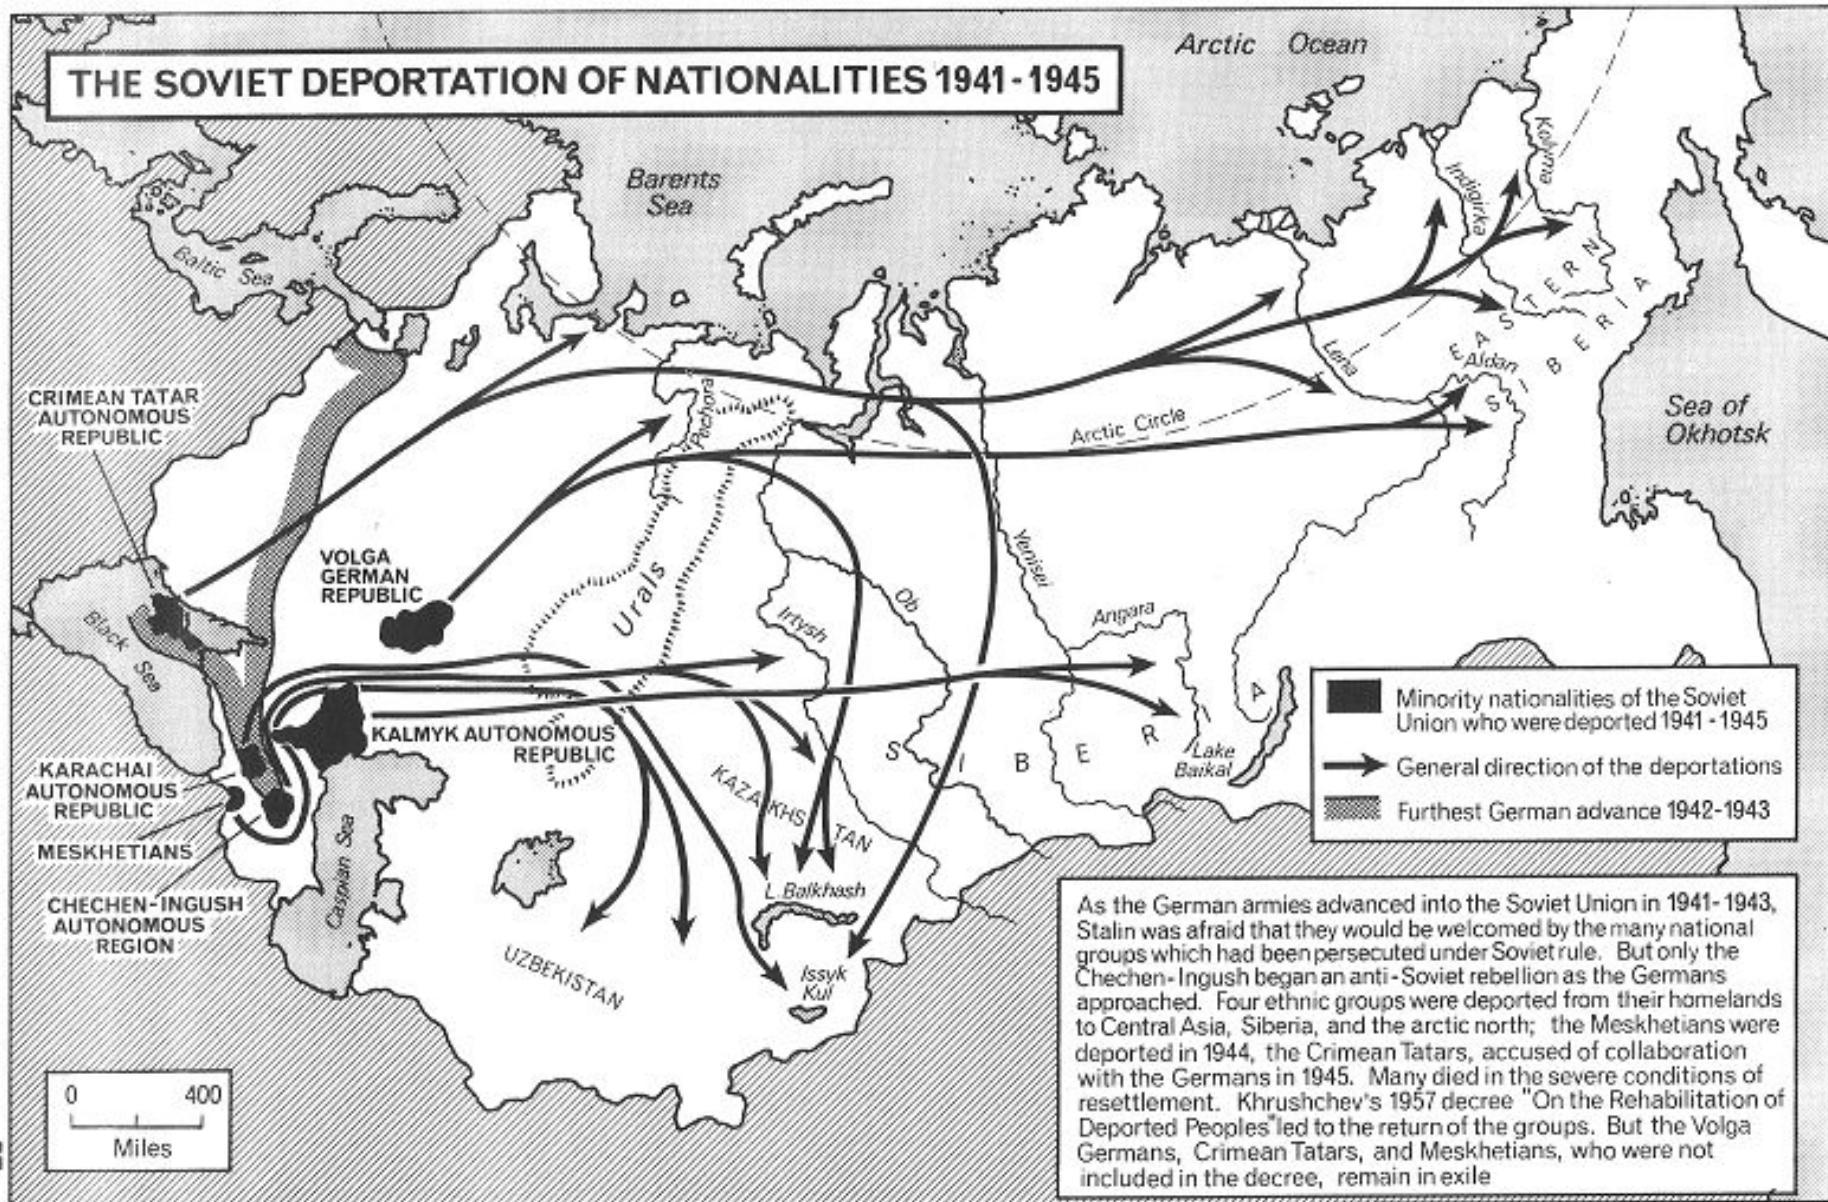 THE SOVIET DEPORTATION OF NATIONALITIES 1941-1945
Arctic Ocean
Barents
Sea
Baltic Sea
Kolyma
Indigirke
EASTERN
SIBERIA
Lena
Aldan
Sea of
Okhotsk
Arctic Circle
Pechora
CRIMEAN TATAR
AUTONOMOUS
REPUBLIC
VOLGA
GERMAN
REPUBLIC
Urals
Irtysh
Ob
Yenisei
Angara
Black Sea
KALMYK AUTONOMOUS
REPUBLIC
SIBERIA
Lake
Baikal
KARACHAI
AUTONOMOUS
REPUBLIC
MESKHETIANS
CHECHEN-INGUSH
AUTONOMOUS
REGION
Caspian Sea
KAZAKHSTAN
L. Balkhash
UZBEKISTAN
Issyk
Kul
Minority nationalities of the Soviet
Union who were deported 1941-1945
General direction of the deportations
Furthest German advance 1942-1943
As the German armies advanced into the Soviet Union in 1941-1943,
Stalin was afraid that they would be welcomed by the many national
groups which had been persecuted under Soviet rule. But only the
Chechen-Ingush began an anti-Soviet rebellion as the Germans
approached. Four ethnic groups were deported from their homelands
to Central Asia, Siberia, and the arctic north; the Meskhetians were
deported in 1944, the Crimean Tatars, accused of collaboration
with the Germans in 1945. Many died in the severe conditions of
resettlement. Khrushchev's 1957 decree "On the Rehabilitation of
Deported Peoples" led to the return of the groups. But the Volga
Germans, Crimean Tatars, and Meskhetians, who were not
included in the decree, remain in exile
0 400
Miles